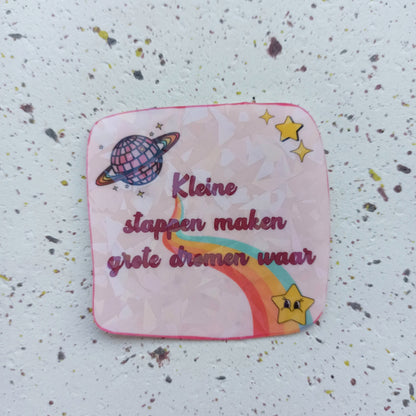 Kleine
stappen maken
grote dromen waar